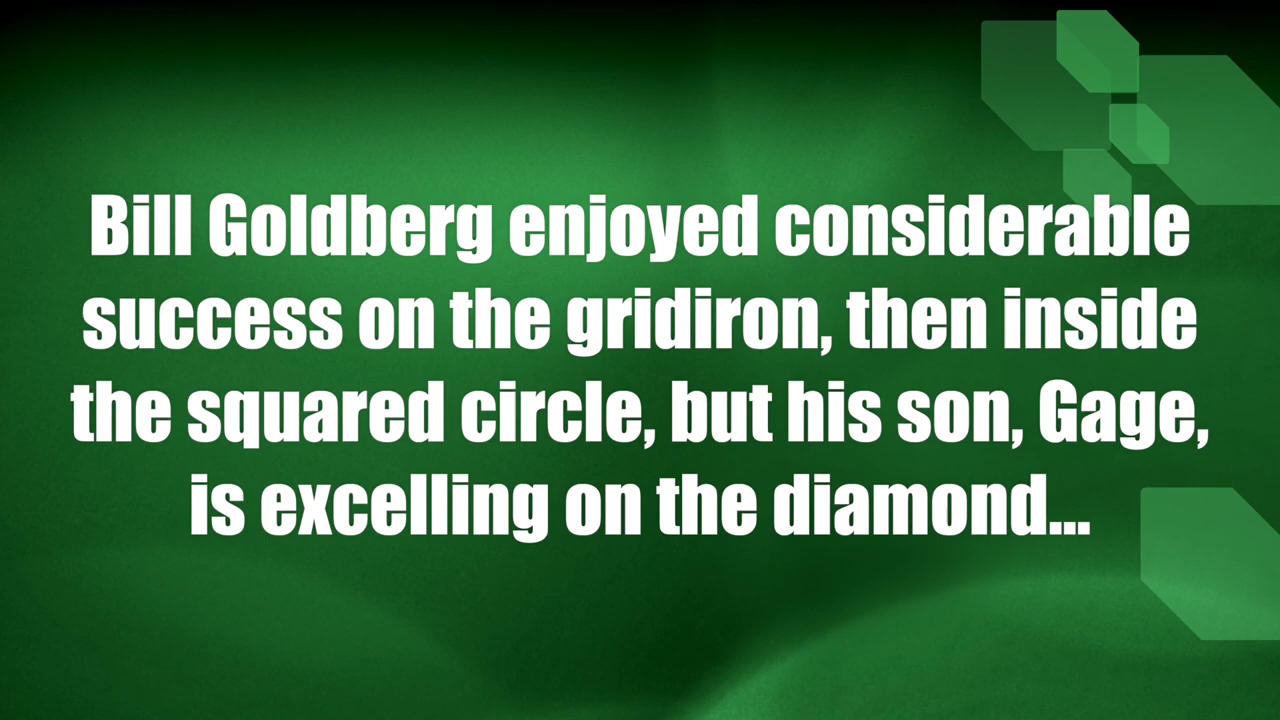 Bill Goldberg enjoyed considerable
success on the gridiron, then inside
the squared circle, but his son, Gage,
is excelling on the diamond...